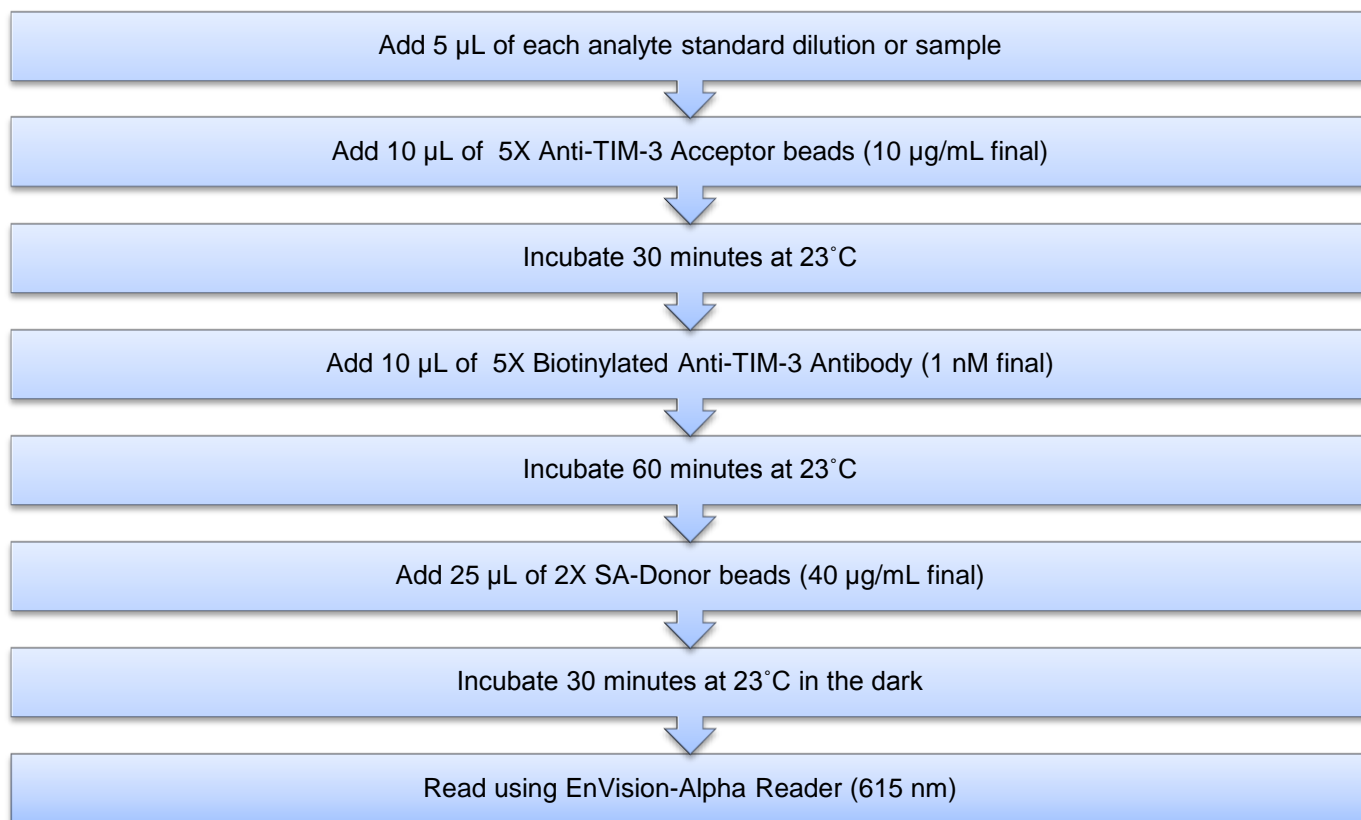 Add 5 µL of each analyte standard dilution or sample
Add 10 µL of 5X Anti-TIM-3 Acceptor beads (10 µg/mL final)
Incubate 30 minutes at 23˚C
Add 10 µL of 5X Biotinylated Anti-TIM-3 Antibody (1 nM final)
Incubate 60 minutes at 23˚C
Add 25 µL of 2X SA-Donor beads (40 µg/mL final)
Incubate 30 minutes at 23˚C in the dark
Read using EnVision-Alpha Reader (615 nm)